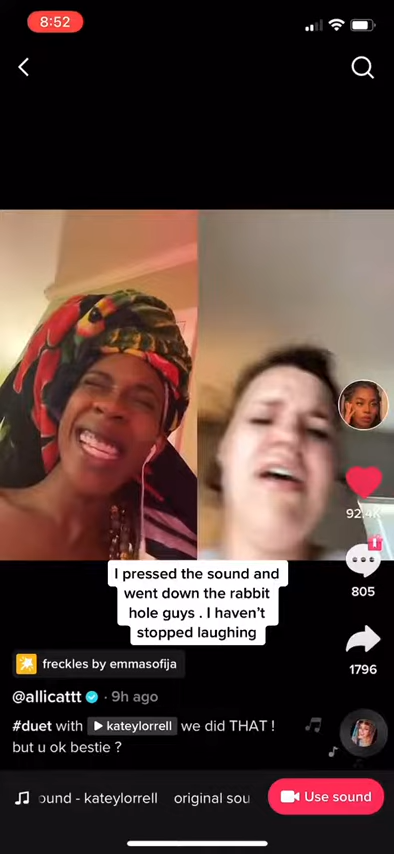 8:52
I pressed the sound and
went down the rabbit
hole guys . I haven't
stopped laughing
92.4K
805
1796
freckles by emmasofija
@allicattt · 9h ago
#duet with kateylorrell we did THAT !
but u ok bestie ?
ound - kateylorrell original sou
Use sound